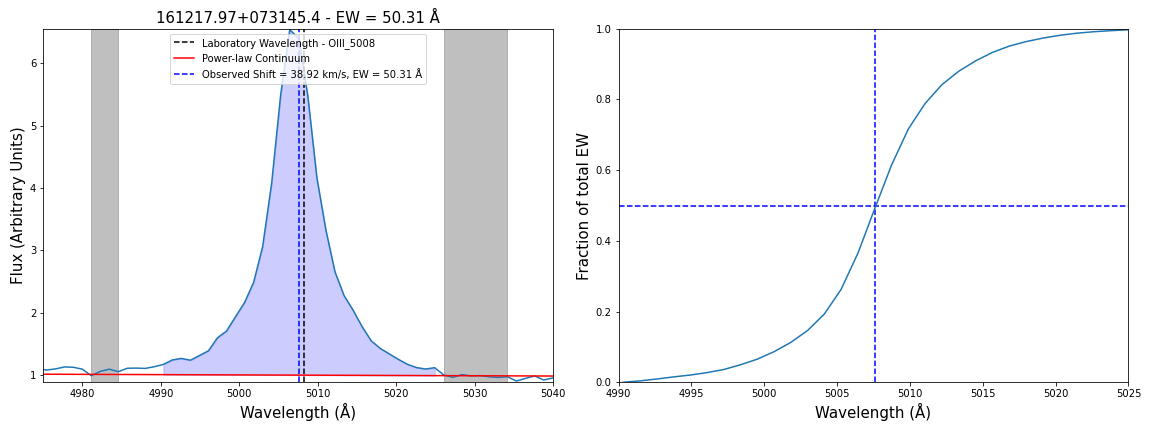 161217.97+073145.4 - EW = 50.31 Å
Laboratory Wavelength - OIII_5008
Power-law Continuum
Observed Shift = 38.92 km/s, EW = 50.31 Å
Flux (Arbitrary Units)
6
5
4
3
2
1
4980 4990 5000 5010 5020 5030 5040
Wavelength (Å)
Fraction of total EW
1.0
0.8
0.6
0.4
0.2
0.0
4990 4995 5000 5005 5010 5015 5020 5025
Wavelength (Å)